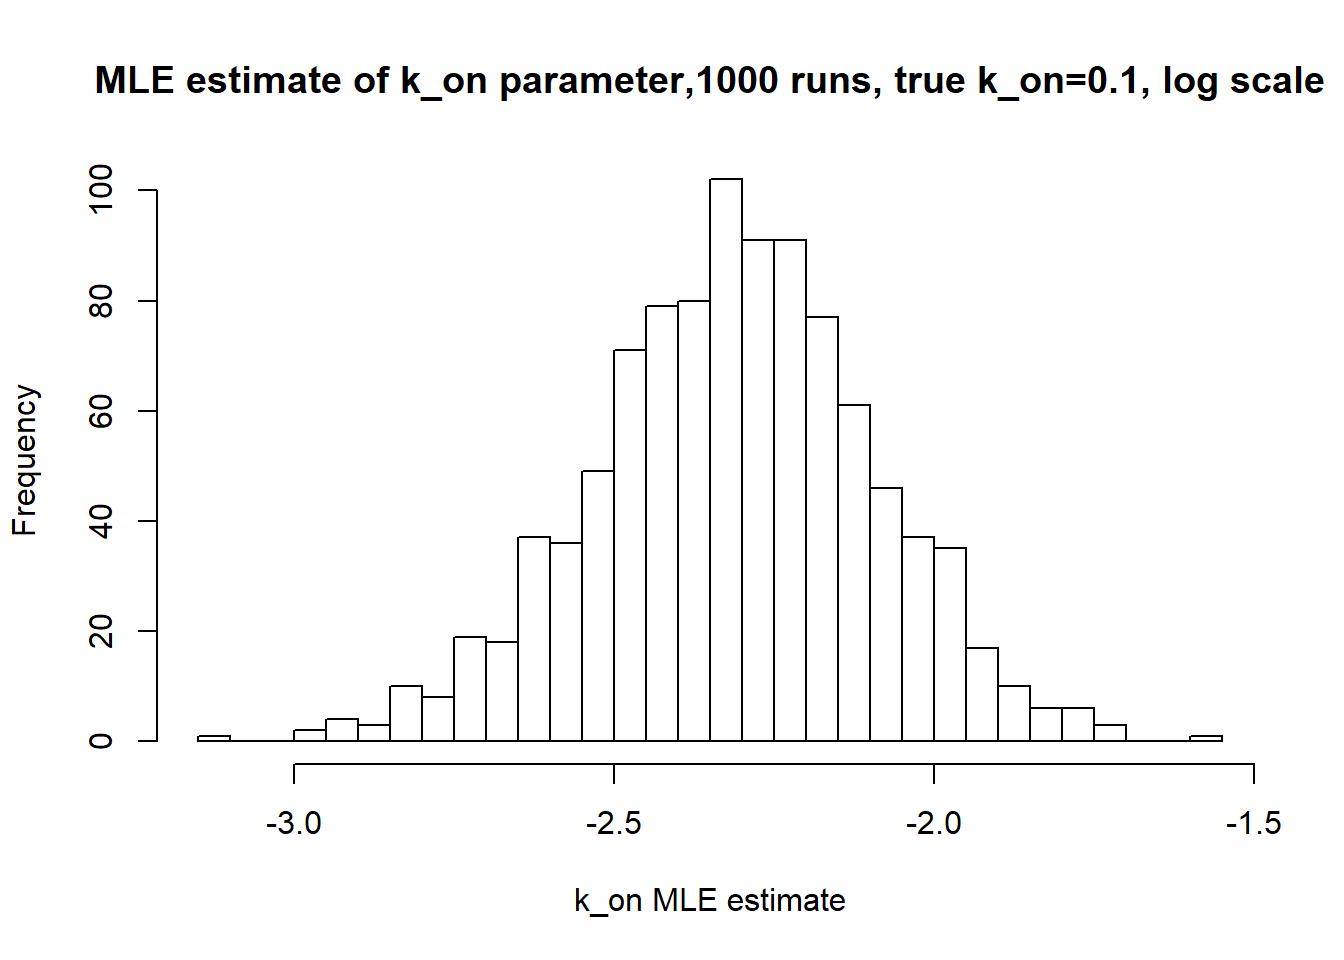 MLE estimate of k_on parameter,1000 runs, true k_on=0.1, log scale
100
80
60
40
20
0
Frequency
-3.0 -2.5 -2.0 -1.5
k_on MLE estimate